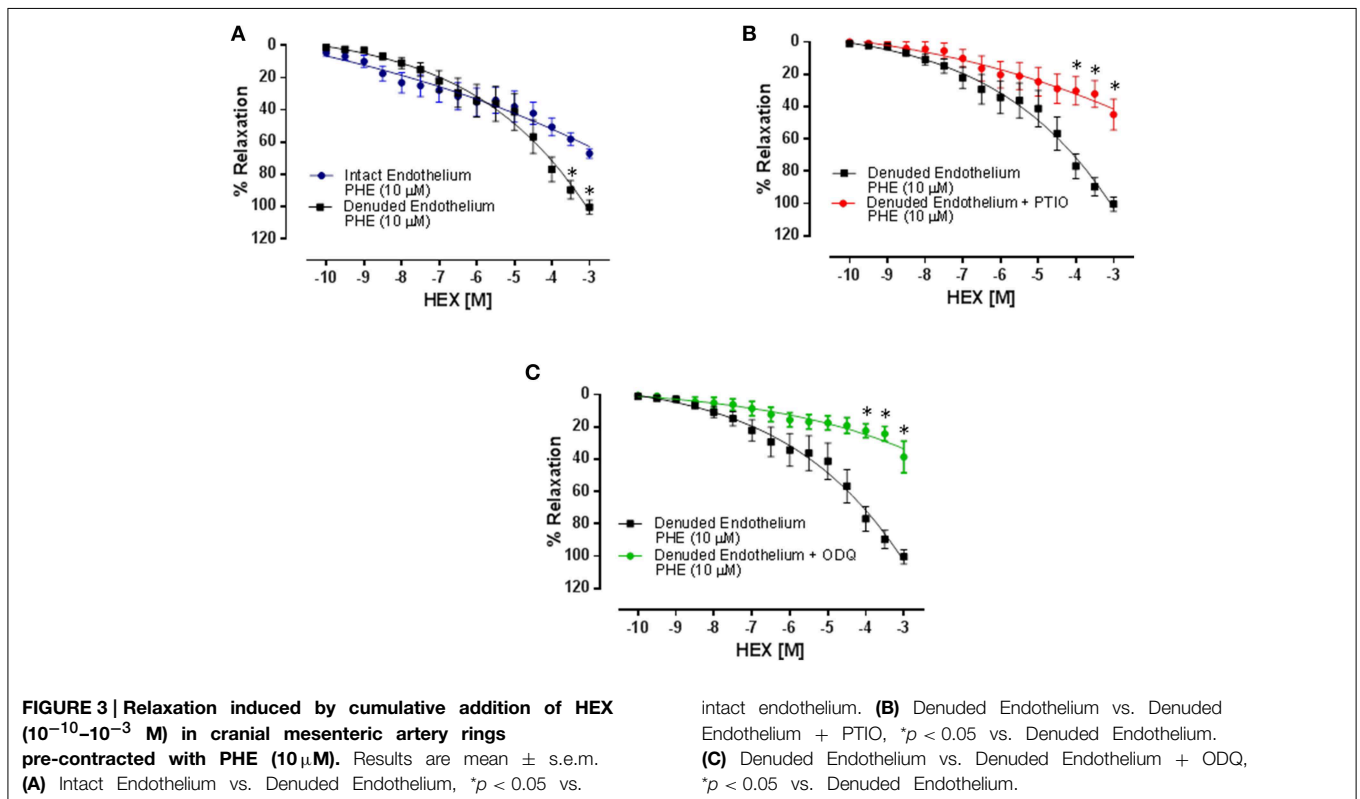 A
0
20
40
60
80
100
120
% Relaxation
Intact Endothelium
PHE (10 µM)
Denuded Endothelium
PHE (10 µM)
*
*
-10
-9
-8
-7
-6
-5
-4
-3
HEX [M]
B
0
20
40
60
80
100
120
% Relaxation
* * *
Denuded Endothelium
PHE (10 µM)
Denuded Endothelium + PTIO
PHE (10 µM)
-10
-9
-8
-7
-6
-5
-4
-3
HEX [M]
C
0
20
40
60
80
100
120
% Relaxation
* * *
Denuded Endothelium
PHE (10 µM)
Denuded Endothelium + ODQ
PHE (10 µM)
-10
-9
-8
-7
-6
-5
-4
-3
HEX [M]
FIGURE 3 | Relaxation induced by cumulative addition of HEX
(10⁻¹⁰–10⁻³ M) in cranial mesenteric artery rings
pre-contracted with PHE (10 µM). Results are mean ± s.e.m.
(A) Intact Endothelium vs. Denuded Endothelium, *p < 0.05 vs.
intact endothelium. (B) Denuded Endothelium vs. Denuded
Endothelium + PTIO, *p < 0.05 vs. Denuded Endothelium.
(C) Denuded Endothelium vs. Denuded Endothelium + ODQ,
*p < 0.05 vs. Denuded Endothelium.